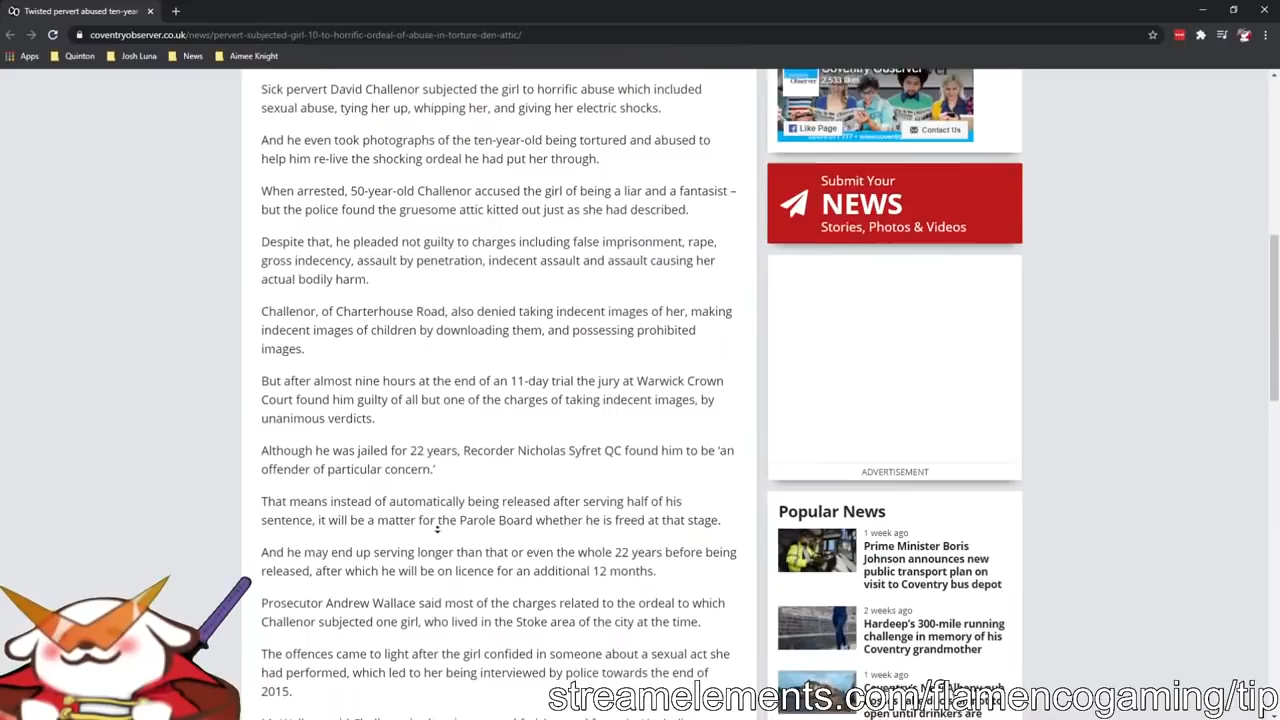 Twisted pervert abused ten-year
coventryobserver.co.uk/news/pervert-subjected-girl-10-to-horrific-ordeal-of-abuse-in-torture-den-attic/
Apps Quinton Josh Luna News Aimee Knight
Sick pervert David Challenor subjected the girl to horrific abuse which included
sexual abuse, tying her up, whipping her, and giving her electric shocks.
And he even took photographs of the ten-year-old being tortured and abused to
help him re-live the shocking ordeal he had put her through.
When arrested, 50-year-old Challenor accused the girl of being a liar and a fantasist –
but the police found the gruesome attic kitted out just as she had described.
Despite that, he pleaded not guilty to charges including false imprisonment, rape,
gross indecency, assault by penetration, indecent assault and assault causing her
actual bodily harm.
Challenor, of Charterhouse Road, also denied taking indecent images of her, making
indecent images of children by downloading them, and possessing prohibited
images.
But after almost nine hours at the end of an 11-day trial the jury at Warwick Crown
Court found him guilty of all but one of the charges of taking indecent images, by
unanimous verdicts.
Although he was jailed for 22 years, Recorder Nicholas Syfret QC found him to be ‘an
offender of particular concern.’
That means instead of automatically being released after serving half of his
sentence, it will be a matter for the Parole Board whether he is freed at that stage.
And he may end up serving longer than that or even the whole 22 years before being
released, after which he will be on licence for an additional 12 months.
Prosecutor Andrew Wallace said most of the charges related to the ordeal to which
Challenor subjected one girl, who lived in the Stoke area of the city at the time.
The offences came to light after the girl confided in someone about a sexual act she
had performed, which led to her being interviewed by police towards the end of
2015.
Coventry Observer
2,533 likes
Like Page
Contact Us
Submit Your
NEWS
Stories, Photos & Videos
ADVERTISEMENT
Popular News
1 week ago
Prime Minister Boris
Johnson announces new
public transport plan on
visit to Coventry bus depot
2 weeks ago
Hardeep's 300-mile running
challenge in memory of his
Coventry grandmother
1 week ago
open until drinkers are
streamelements.com/flamencogaming/tip